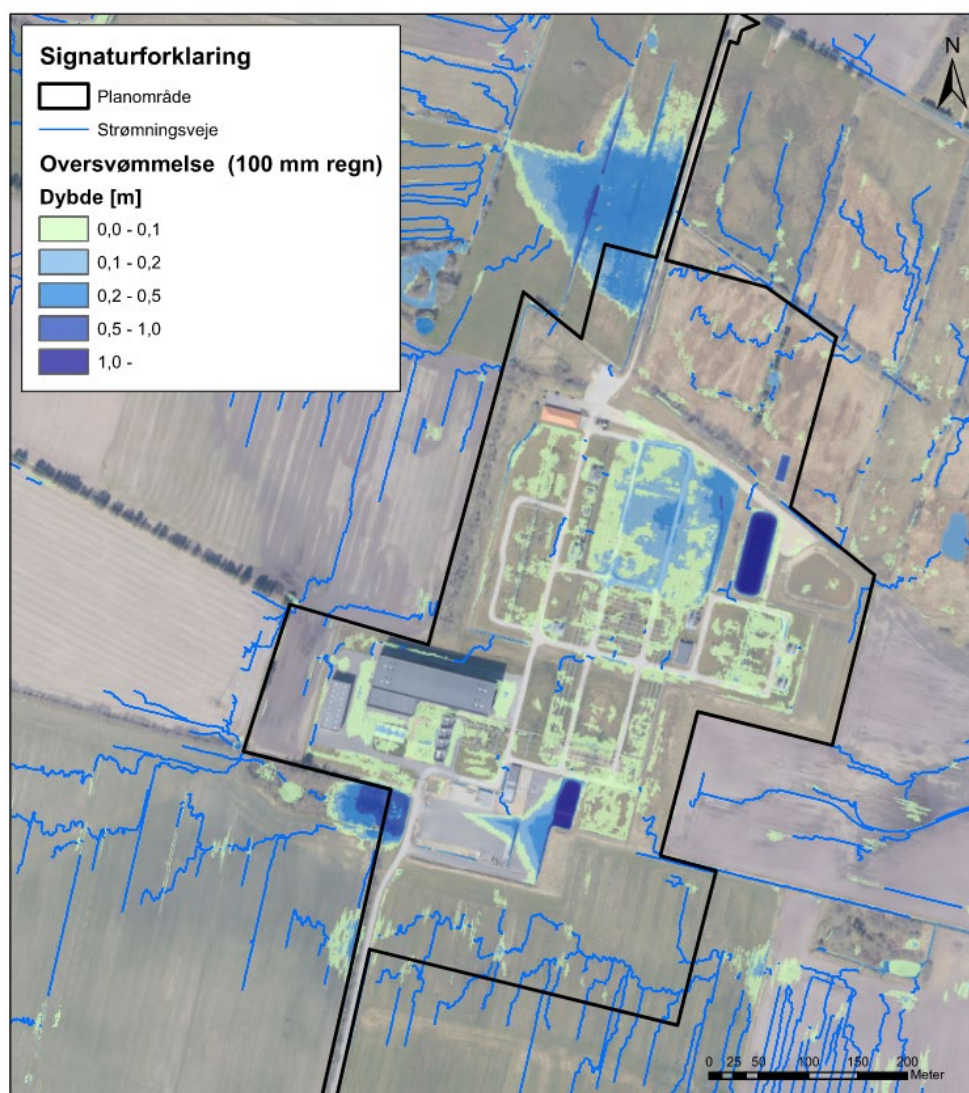 Signaturforklaring
Planområde
Strømningsveje
Oversvømmelse (100 mm regn)
Dybde [m]
0,0 - 0,1
0,1 - 0,2
0,2 - 0,5
0,5 - 1,0
1,0 -
N
0 25 50 100 150 200
Meter